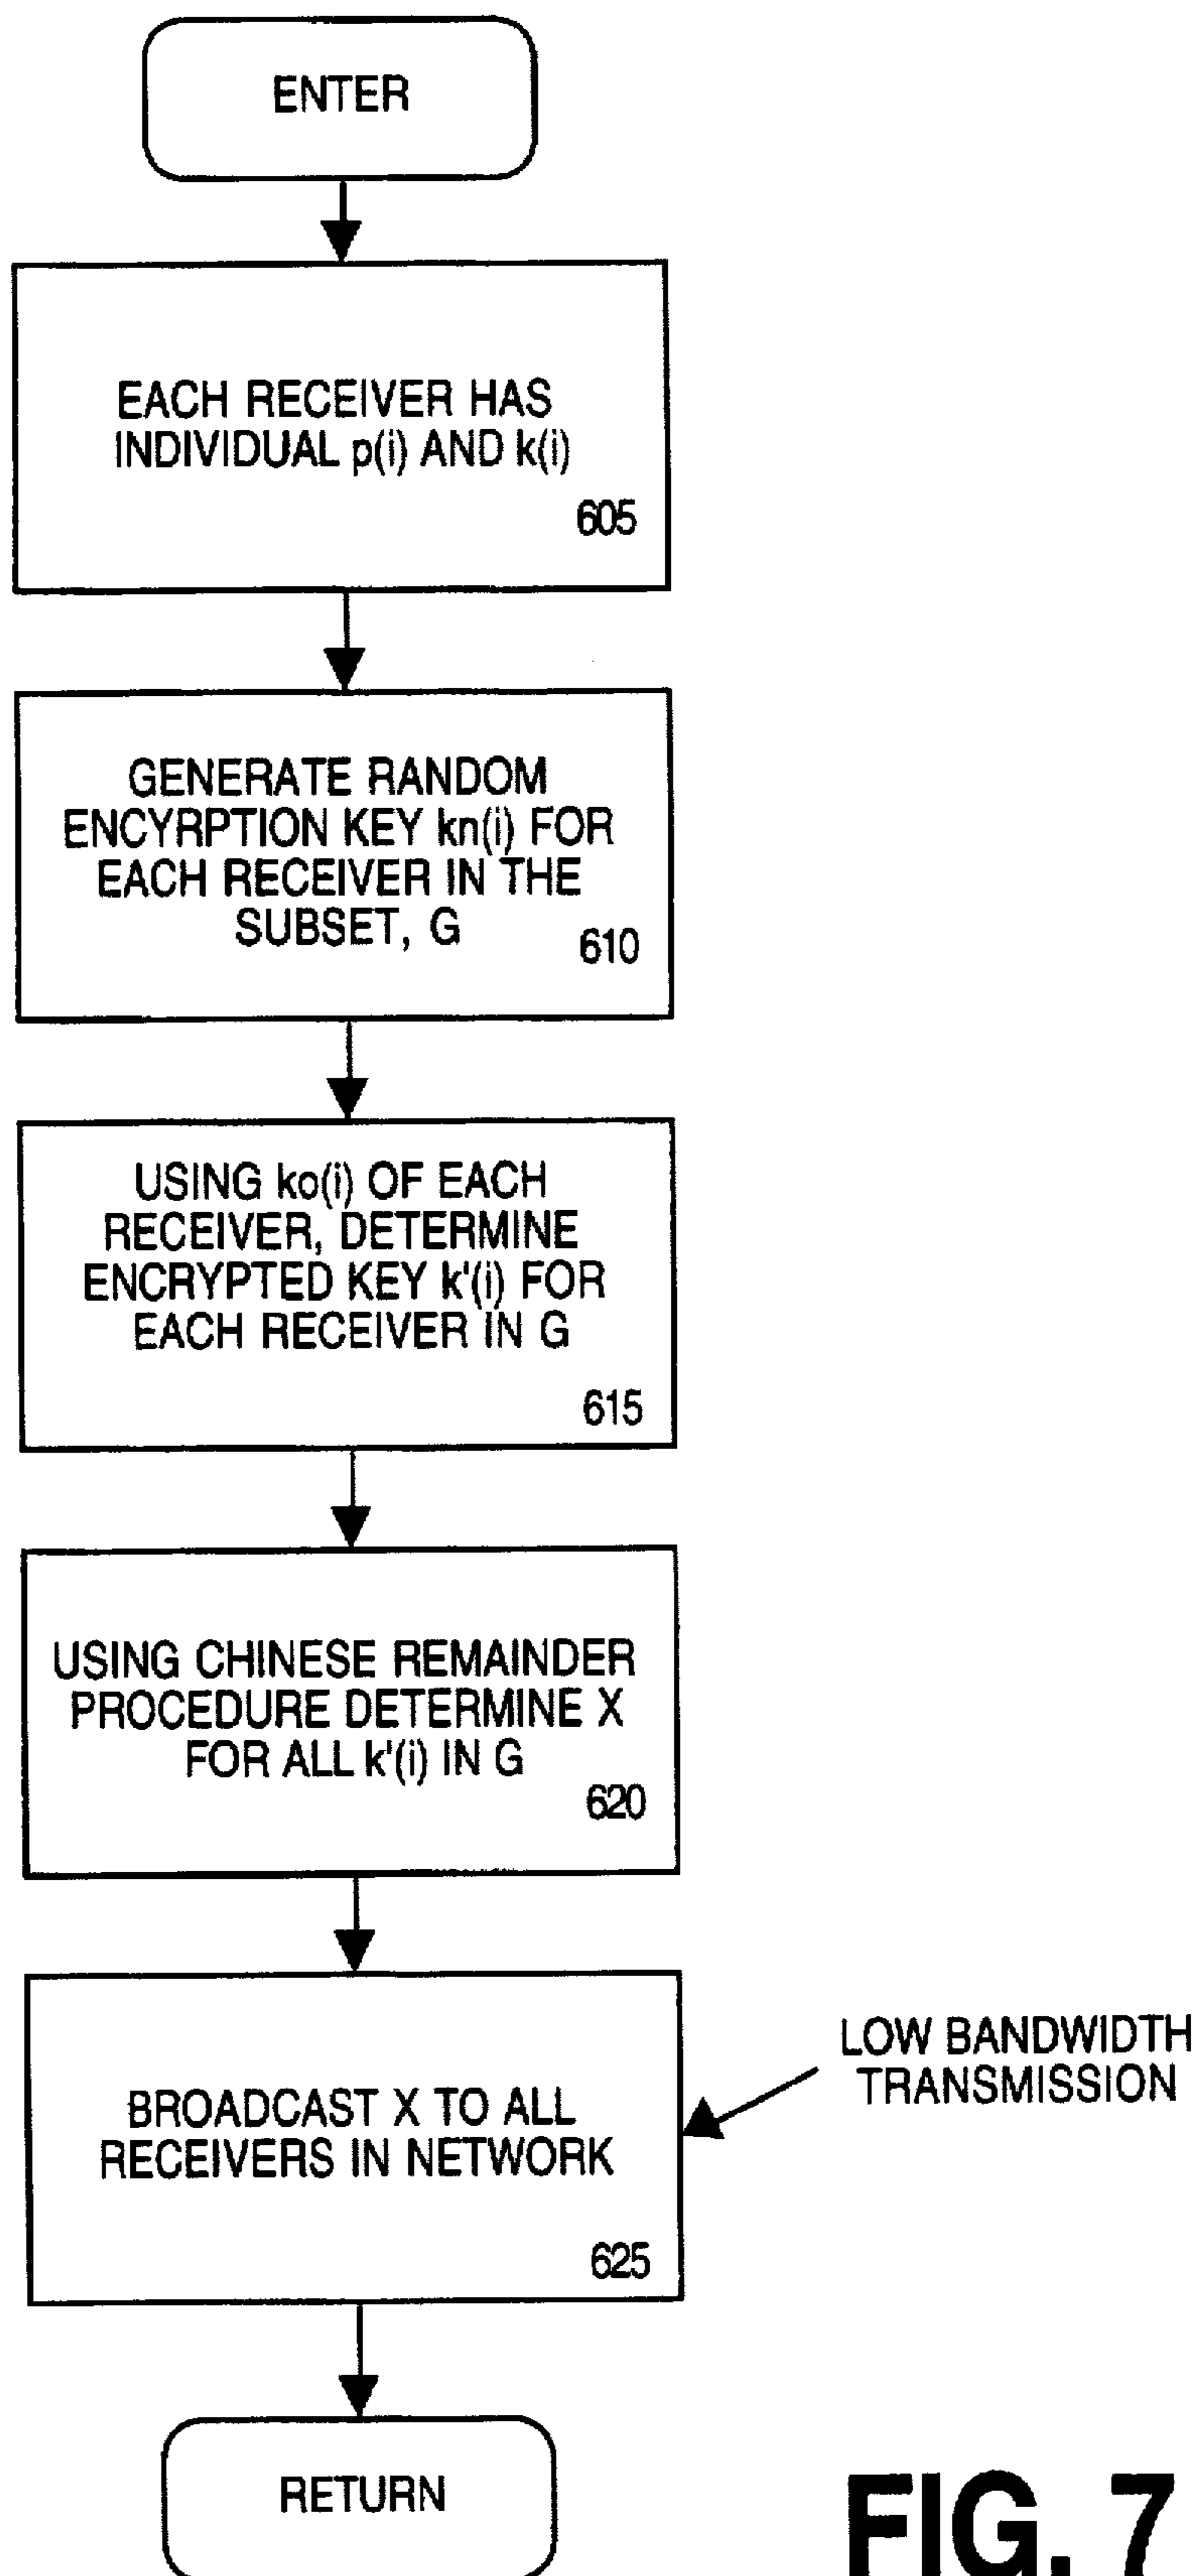 ENTER
EACH RECEIVER HAS
INDIVIDUAL p(i) AND k(i)
605
GENERATE RANDOM
ENCYRPTION KEY kn(i) FOR
EACH RECEIVER IN THE
SUBSET, G
610
USING ko(i) OF EACH
RECEIVER, DETERMINE
ENCRYPTED KEY k'(i) FOR
EACH RECEIVER IN G
615
USING CHINESE REMAINDER
PROCEDURE DETERMINE X
FOR ALL k'(i) IN G
620
BROADCAST X TO ALL
RECEIVERS IN NETWORK
625
LOW BANDWIDTH
TRANSMISSION
RETURN
FIG. 7